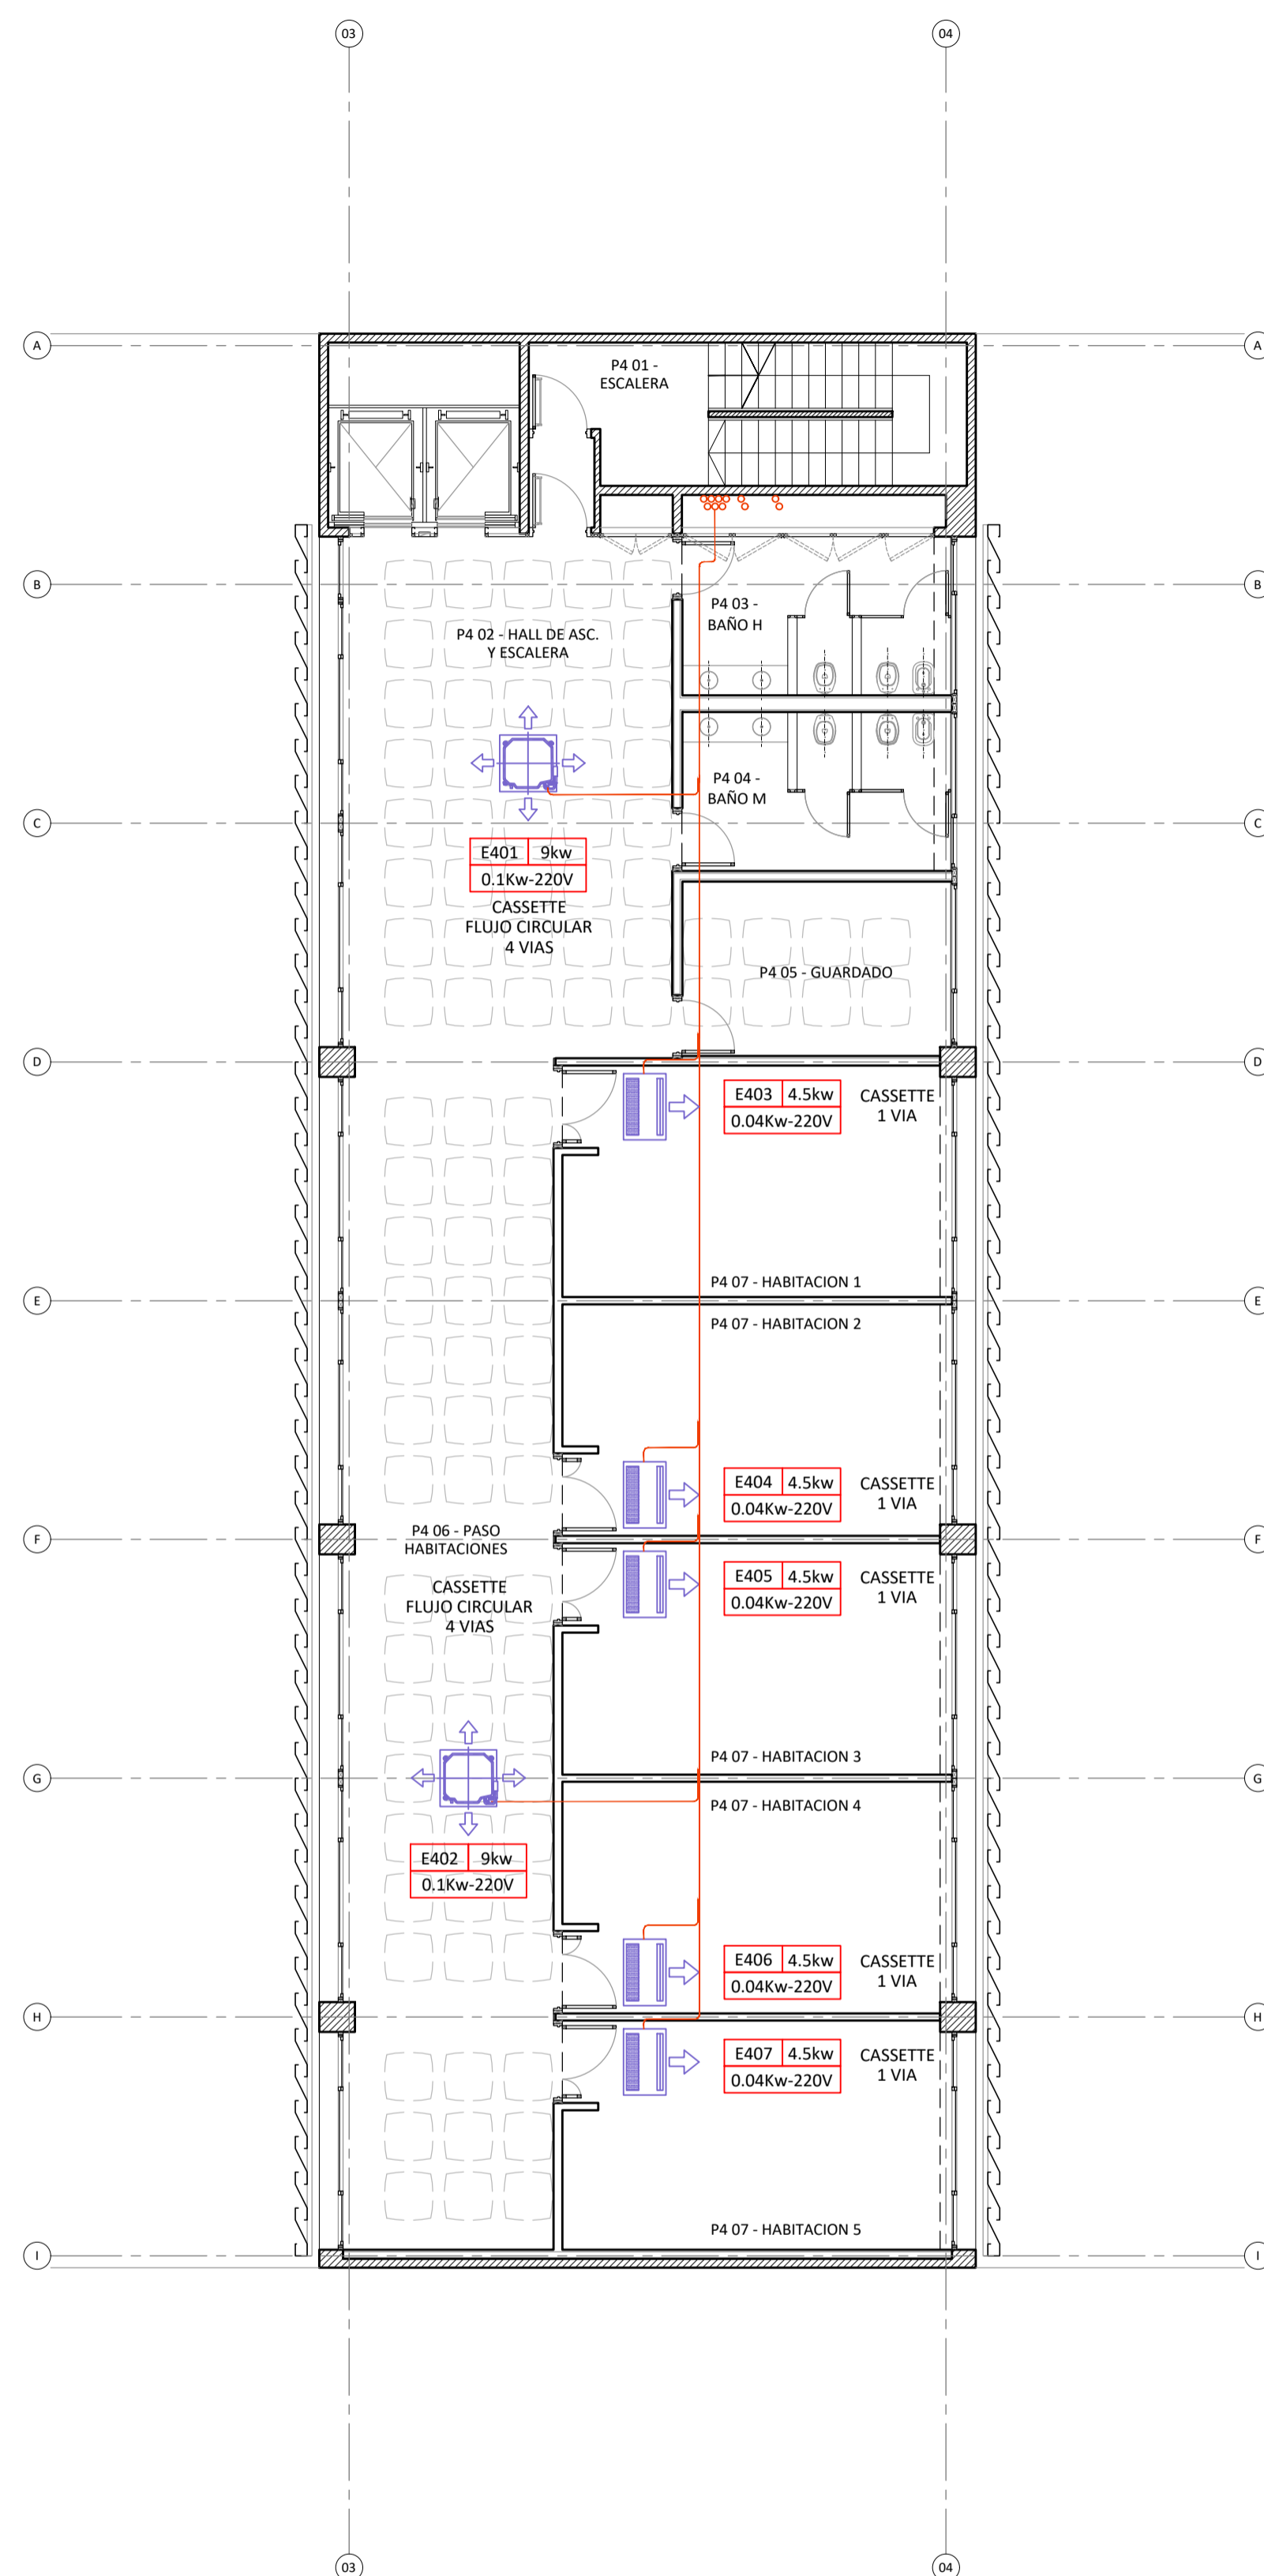 03
04
A
A
P4 01 -
ESCALERA
B
B
P4 03 -
BAÑO H
P4 02 - HALL DE ASC.
Y ESCALERA
P4 04 -
BAÑO M
C
C
E401
9kw
0.1Kw-220V
CASSETTE
FLUJO CIRCULAR
4 VIAS
P4 05 - GUARDADO
D
D
E403
4.5kw
0.04Kw-220V
CASSETTE
1 VIA
P4 07 - HABITACION 1
E
E
P4 07 - HABITACION 2
E404
4.5kw
0.04Kw-220V
CASSETTE
1 VIA
P4 06 - PASO
HABITACIONES
F
F
CASSETTE
FLUJO CIRCULAR
4 VIAS
E405
4.5kw
0.04Kw-220V
CASSETTE
1 VIA
P4 07 - HABITACION 3
G
G
P4 07 - HABITACION 4
E402
9kw
0.1Kw-220V
E406
4.5kw
0.04Kw-220V
CASSETTE
1 VIA
H
H
E407
4.5kw
0.04Kw-220V
CASSETTE
1 VIA
P4 07 - HABITACION 5
I
I
03
04